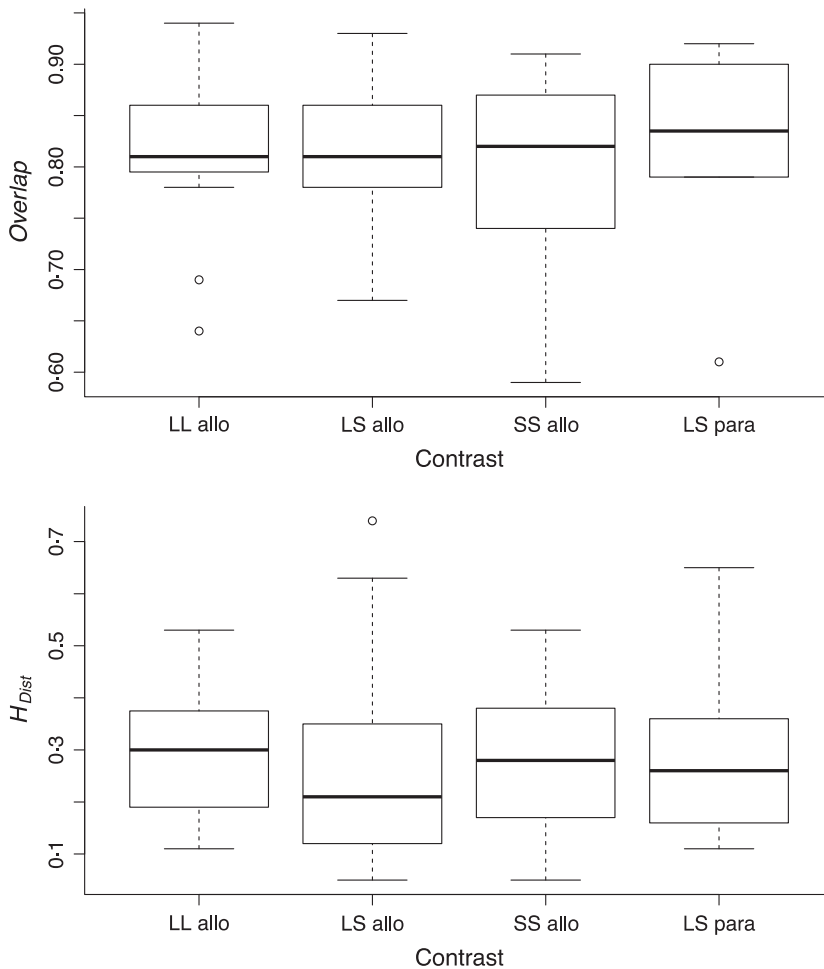 Overlap
0·90
0·80
0·70
0·60
LL allo LS allo SS allo LS para
Contrast
H_Dist
0·7
0·5
0·3
0·1
LL allo LS allo SS allo LS para
Contrast